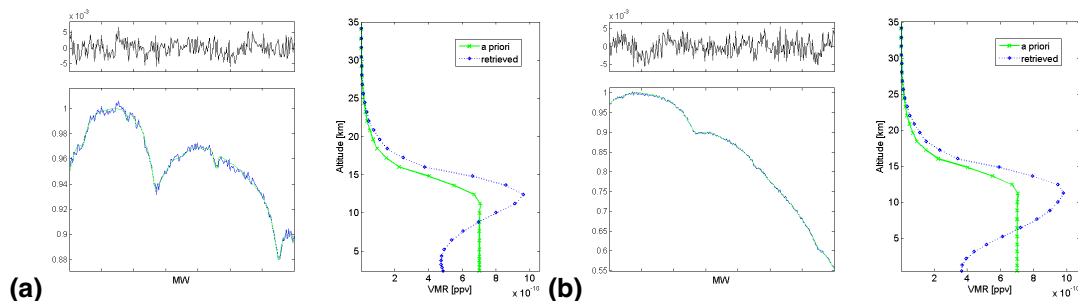 x 10⁻³
5
0
-5
1
0.98
0.96
0.94
0.92
0.9
0.88
MW
(a)
35
30
25
20
15
10
5
Altitude [km]
a priori
retrieved
2 4 6 8 10
VMR [ppv]
x 10⁻¹⁰
x 10⁻³
5
0
-5
1
0.95
0.9
0.85
0.8
0.75
0.7
0.65
0.6
0.55
MW
(b)
35
30
25
20
15
10
5
Altitude [km]
a priori
retrieved
2 4 6 8 10
VMR [ppv]
x 10⁻¹⁰